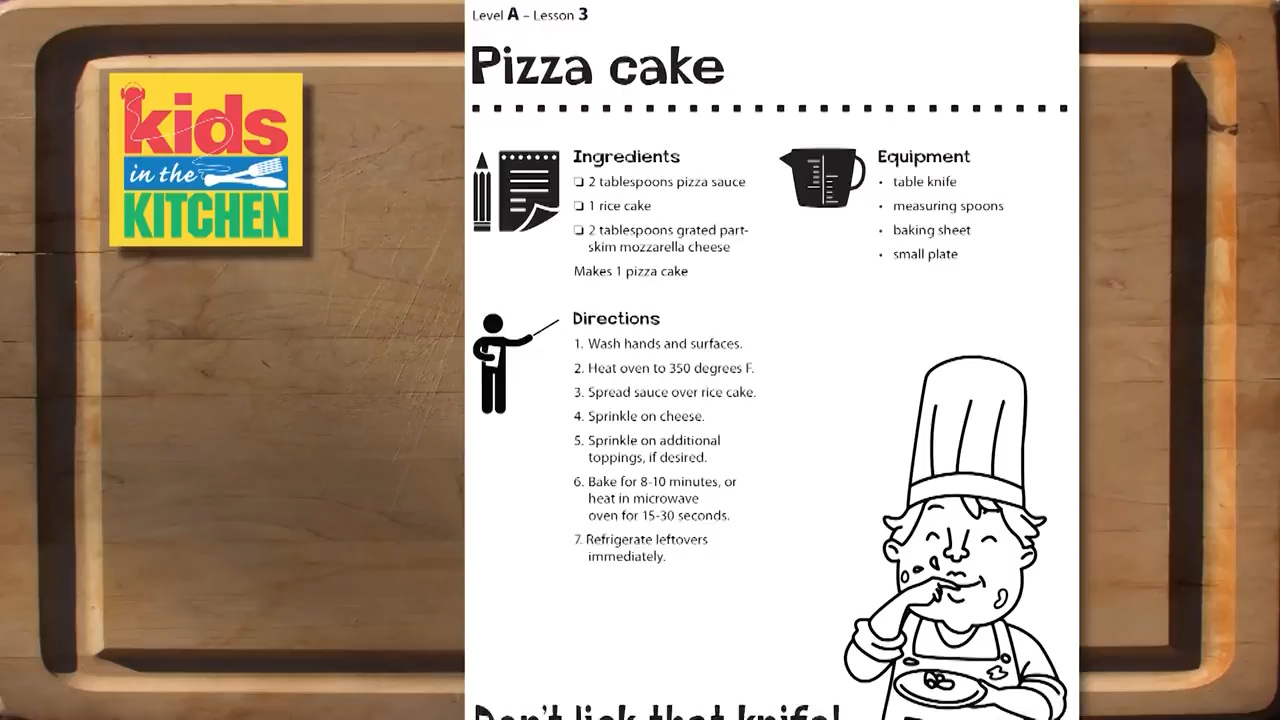 Level A – Lesson 3
Pizza cake
kids
in the
KITCHEN
Ingredients
❏ 2 tablespoons pizza sauce
❏ 1 rice cake
❏ 2 tablespoons grated part-
skim mozzarella cheese
Makes 1 pizza cake
Equipment
• table knife
• measuring spoons
• baking sheet
• small plate
Directions
1. Wash hands and surfaces.
2. Heat oven to 350 degrees F.
3. Spread sauce over rice cake.
4. Sprinkle on cheese.
5. Sprinkle on additional
toppings, if desired.
6. Bake for 8-10 minutes, or
heat in microwave
oven for 15-30 seconds.
7. Refrigerate leftovers
immediately.
Don't lick that knife!